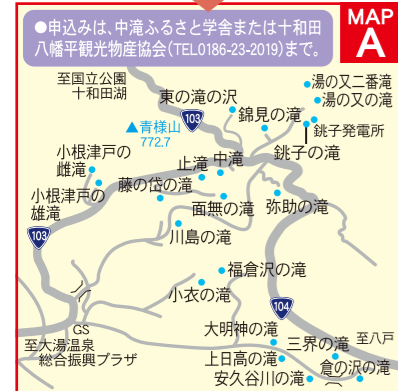 ●申込みは、中滝ふるさと学舎または十和田
八幡平観光物産協会(TEL0186-23-2019)まで。
MAP
A
至国立公園
十和田湖
東の滝の沢
湯の又二番滝
湯の又の滝
錦見の滝
103
▲青様山
772.7
銚子発電所
銚子の滝
小根津戸の
雌滝
止滝
中滝
藤の岱の滝
小根津戸の
雄滝
面無の滝
弥助の滝
103
川島の滝
福倉沢の滝
小衣の滝
104
GS
至大湯温泉
総合振興プラザ
大明神の滝
三界の滝
至八戸
上日高の滝
倉の沢の滝
安久谷川の滝